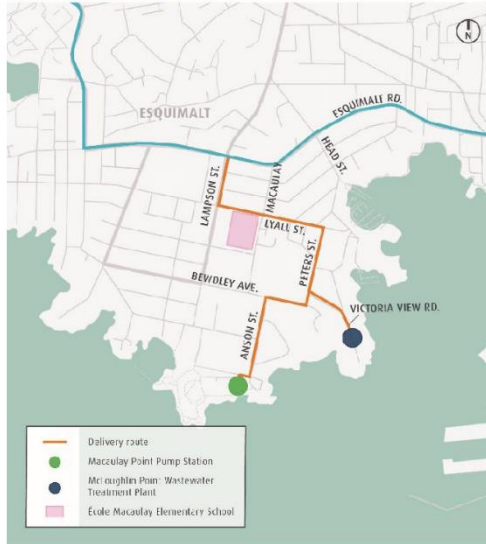 N
ESQUIMALT
ESQUIMALT RD.
HEAD ST.
MACAULAY
LAMPSON ST.
LYALL ST.
PETERS ST.
BEWDLEY AVE.
VICTORIA VIEW RD.
ANSON ST.
Delivery route
Macaulay Point Pump Station
McLoughlin Point Wastewater
Treatment Plant
École Macaulay Elementary School